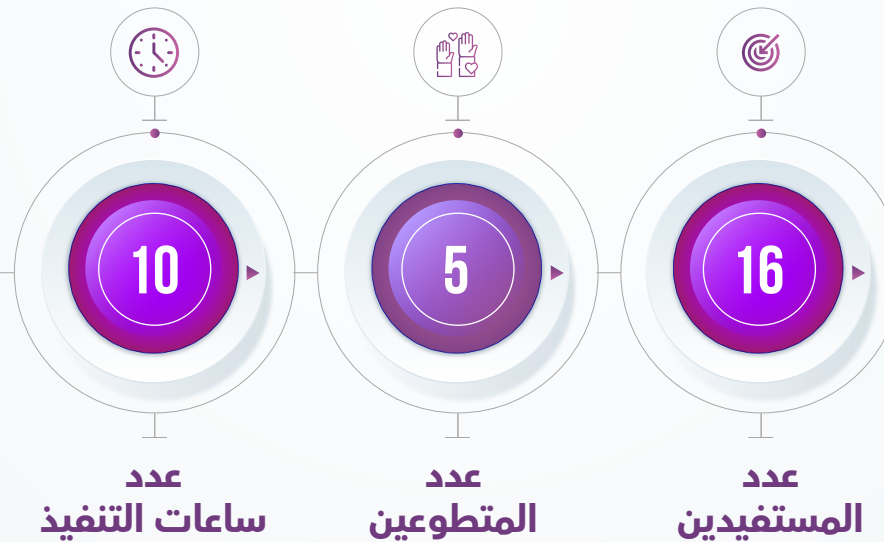 16
عدد
المستفيدين
5
عدد
المتطوعين
10
عدد
ساعات التنفيذ